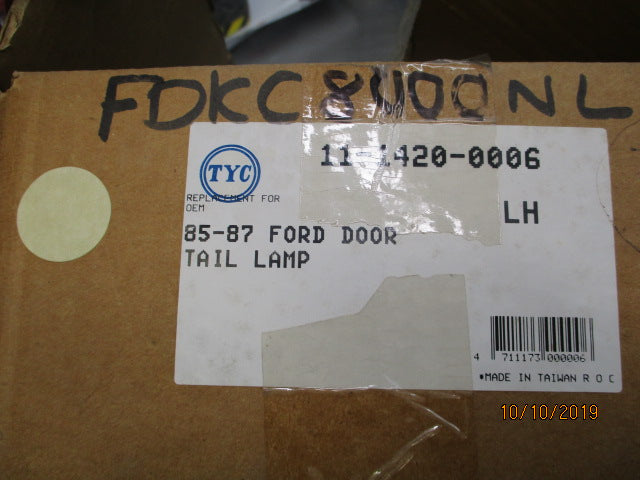 FDKC8400NL
11-1420-0006
TYC
REPLACEMENT FOR
OEM
LH
85-87 FORD DOOR
TAIL LAMP
4 711173 000006
*MADE IN TAIWAN R O C
10/10/2019